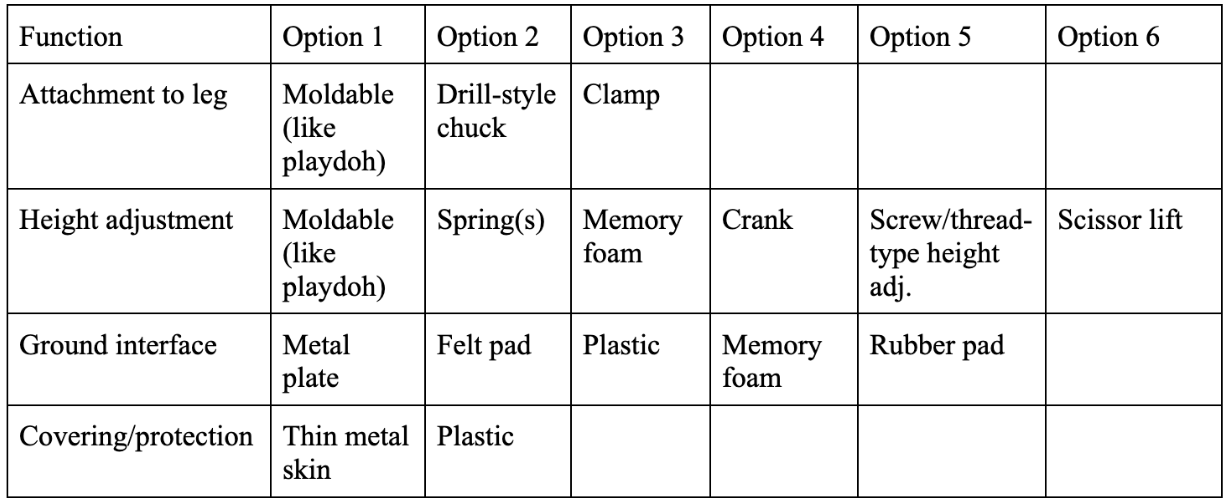 Function Option 1 Option 2 Option 3 Option 4 Option 5 Option 6
Attachment to leg Moldable (like playdoh) Drill-style chuck Clamp
Height adjustment Moldable (like playdoh) Spring(s) Memory foam Crank Screw/thread-type height adj. Scissor lift
Ground interface Metal plate Felt pad Plastic Memory foam Rubber pad
Covering/protection Thin metal skin Plastic